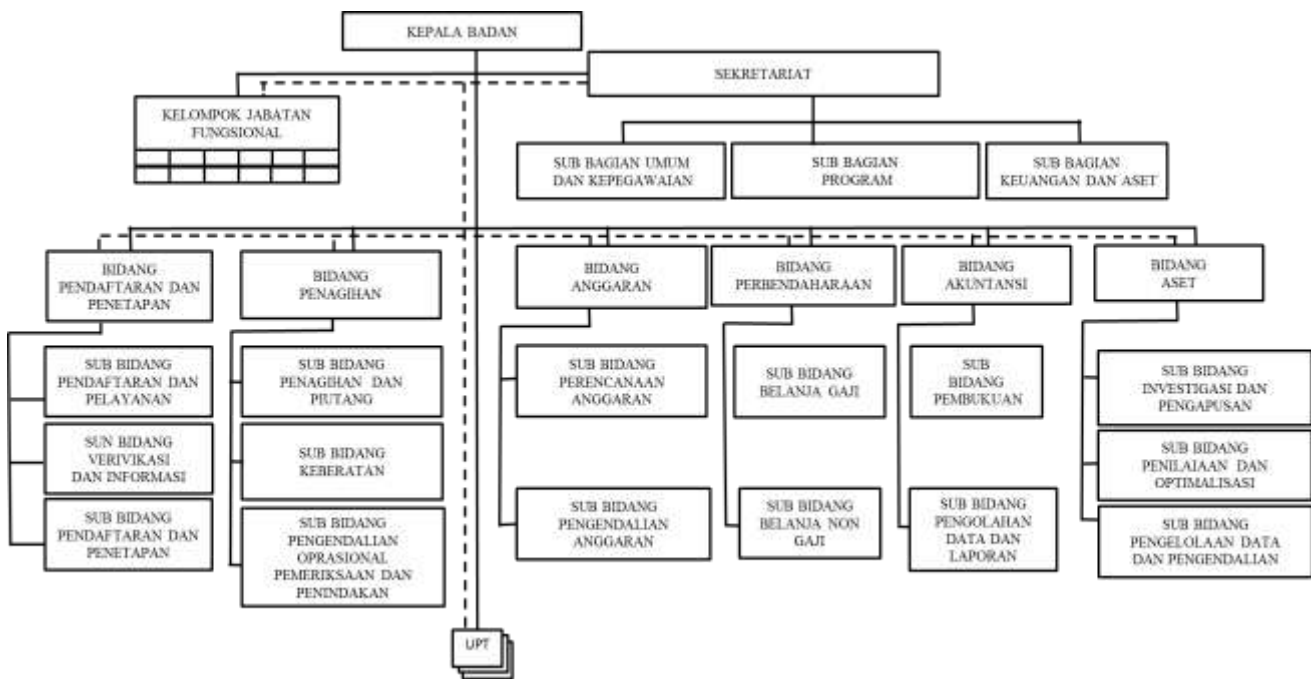 KEPALA BADAN
SEKRETARIAT
KELOMPOK JABATAN
FUNGSIONAL
SUB BAGIAN UMUM
DAN KEPEGAWAIAN
SUB BAGIAN
PROGRAM
SUB BAGIAN
KEUANGAN DAN ASET
BIDANG
PENDAFTARAN DAN
PENETAPAN
BIDANG
PENAGIHAN
BIDANG
ANGGARAN
BIDANG
PERBENDAHARAAN
BIDANG
AKUNTANSI
BIDANG
ASET
SUB BIDANG
PENDAFTARAN DAN
PELAYANAN
SUB BIDANG
PENAGIHAN DAN
PIUTANG
SUB BIDANG
PERENCANAAN
ANGGARAN
SUB BIDANG
BELANJA GAJI
SUB
BIDANG
PEMBUKUAN
SUB BIDANG
INVESTIGASI DAN
PENGAPUSAN
SUN BIDANG
VERIVIKASI
DAN INFORMASI
SUB BIDANG
KEBERATAN
SUB BIDANG
PENILAIAAN DAN
OPTIMALISASI
SUB BIDANG
PENDAFTARAN DAN
PENETAPAN
SUB BIDANG
PENGENDALIAN
OPRASIONAL
PEMERIKSAAN DAN
PENINDAKAN
SUB BIDANG
PENGENDALIAN
ANGGARAN
SUB BIDANG
BELANJA NON
GAJI
SUB BIDANG
PENGOLAHAN
DATA DAN
LAPORAN
SUB BIDANG
PENGELOLAAN DATA
DAN PENGENDALIAN
UPT